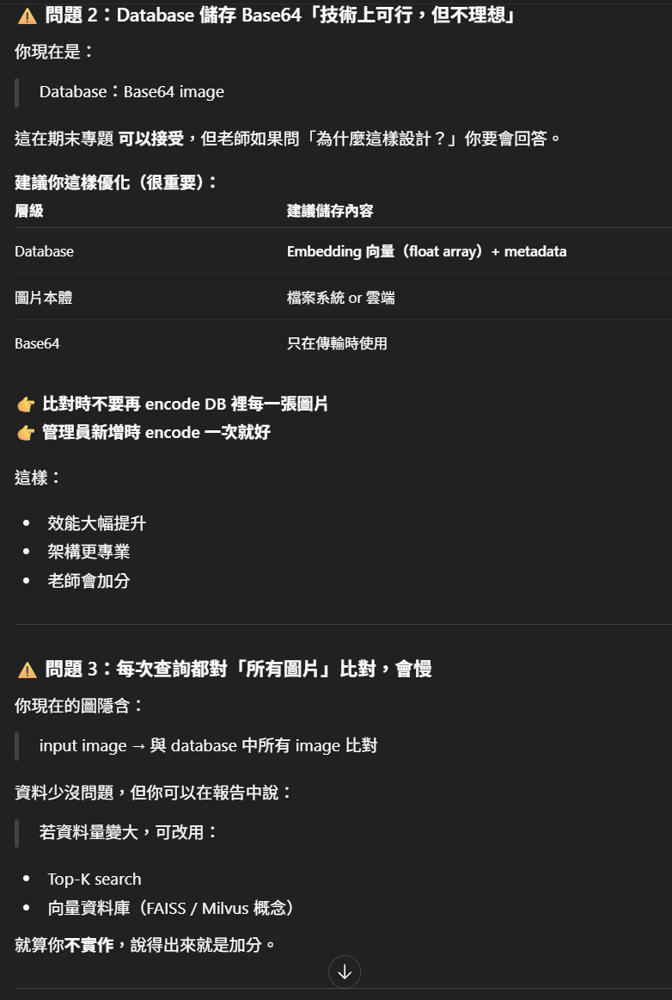 ⚠️ 問題 2：Database 儲存 Base64「技術上可行，但不理想」
你現在是：
Database：Base64 image
這在期末專題 可以接受，但老師如果問「為什麼這樣設計？」你要會回答。
建議你這樣優化（很重要）：
層級 建議儲存內容
Database Embedding 向量（float array）+ metadata
圖片本體 檔案系統 or 雲端
Base64 只在傳輸時使用
👉 比對時不要再 encode DB 裡每一張圖片
👉 管理員新增時 encode 一次就好
這樣：
• 效能大幅提升
• 架構更專業
• 老師會加分
⚠️ 問題 3：每次查詢都對「所有圖片」比對，會慢
你現在的圖隱含：
input image → 與 database 中所有 image 比對
資料少沒問題，但你可以在報告中說：
若資料量變大，可改用：
• Top-K search
• 向量資料庫（FAISS / Milvus 概念）
就算你不實作，說得出來就是加分。